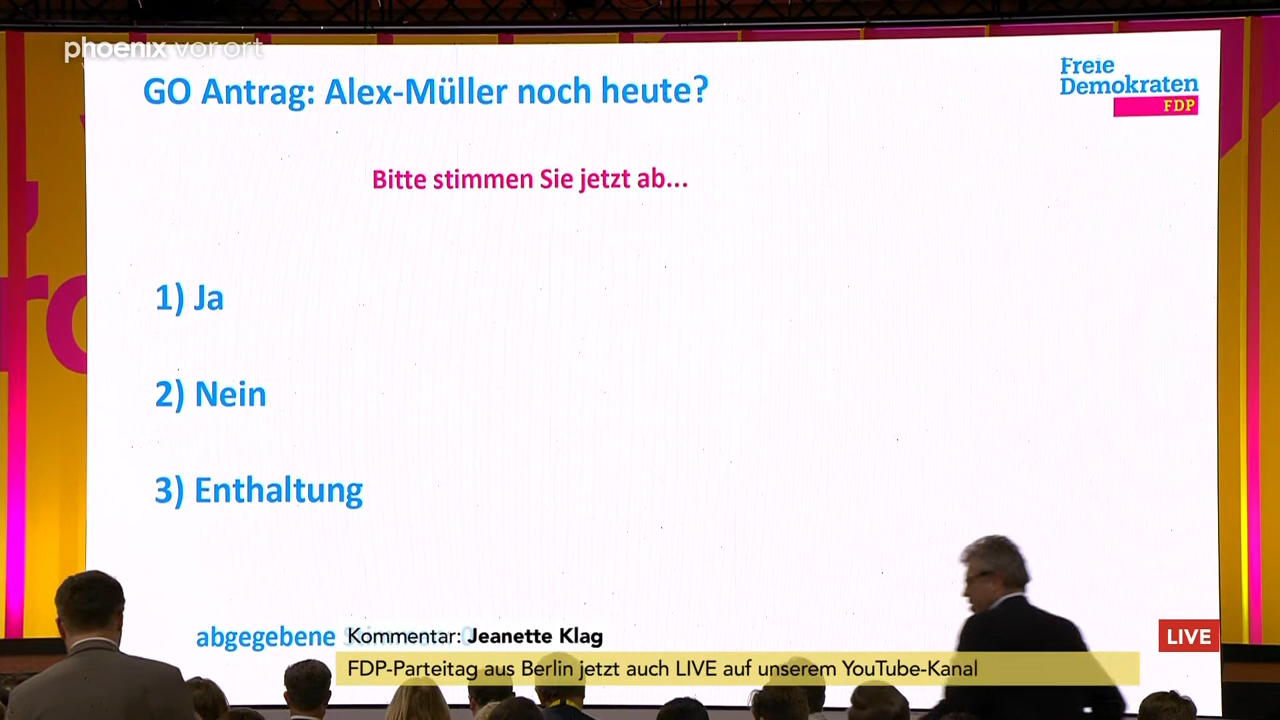 phoenix vor ort
GO Antrag: Alex-Müller noch heute?
Freie
Demokraten
FDP
Bitte stimmen Sie jetzt ab...
1) Ja
2) Nein
3) Enthaltung
abgegebene
Kommentar: Jeanette Klag
LIVE
FDP-Parteitag aus Berlin jetzt auch LIVE auf unserem YouTube-Kanal